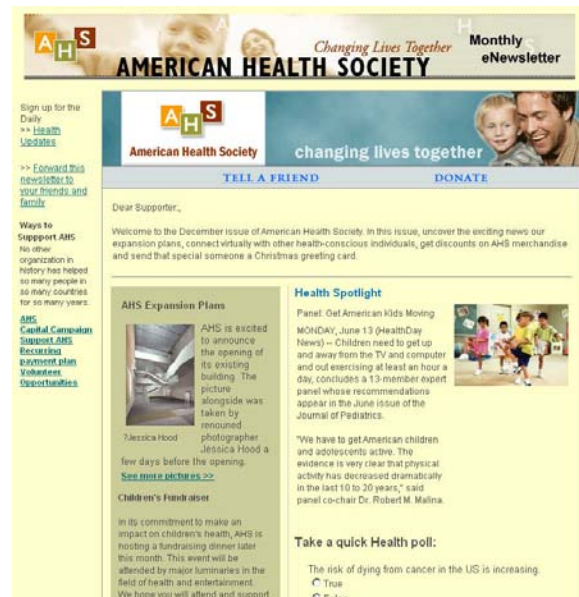 A H S
Changing Lives Together
AMERICAN HEALTH SOCIETY
Monthly
eNewsletter
Sign up for the
Daily
>> Health
Updates
>> Forward this
newsletter to
your friends and
family
Ways to
Suppport AHS
No other
organization in
history has helped
so many people in
so many countries
for so many years.
AHS
Capital Campaign
Support AHS
Recurring
payment plan
Volunteer
Opportunities
A H S
American Health Society
changing lives together
TELL A FRIEND DONATE
Dear Supporter,,
Welcome to the December issue of American Health Society. In this issue, uncover the exciting news our
expansion plans, connect virtually with other health-conscious individuals, get discounts on AHS merchandise
and send that special someone a Christmas greeting card.
AHS Expansion Plans
AHS is excited
to announce
the opening of
its existing
building. The
picture
alongside was
taken by
renouned
photographer
Jessica Hood a
few days before the opening.
?Jessica Hood
See more pictures >>
Children's Fundraiser
In its commitment to make an
impact on children's health, AHS is
hosting a fundraising dinner later
this month. This event will be
attended by major luminaries in the
field of health and entertainment.
We hope you will attend and support
Health Spotlight
Panel: Get American Kids Moving
MONDAY, June 13 (HealthDay
News) -- Children need to get up
and away from the TV and computer
and out exercising at least an hour a
day, concludes a 13-member expert
panel whose recommendations
appear in the June issue of the
Journal of Pediatrics.
"We have to get American children
and adolescents active. The
evidence is very clear that physical
activity has decreased dramatically
in the last 10 to 20 years," said
panel co-chair Dr. Robert M. Malina.
Take a quick Health poll:
The risk of dying from cancer in the US is increasing.
True